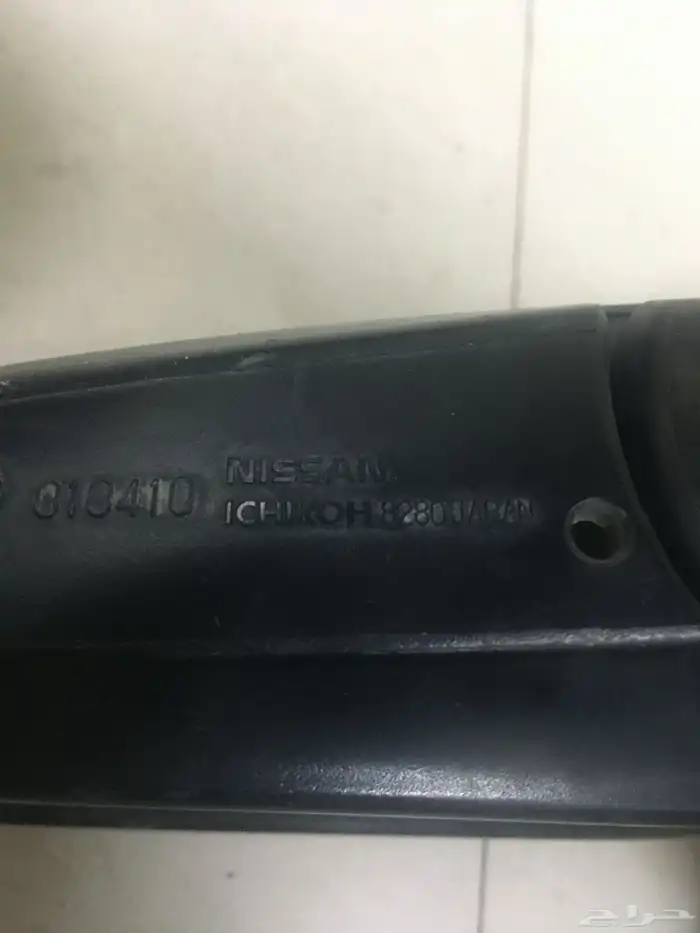 010410 NISSAN
ICHIKOH 8280 JAPAN
حراج